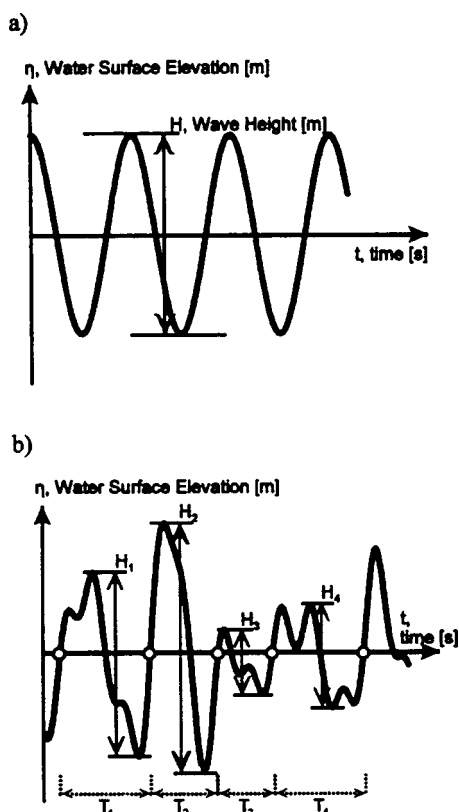 a)
η, Water Surface Elevation [m]
H, Wave Height [m]
t, time [s]
b)
η, Water Surface Elevation [m]
H₂
H₁
H₃
H₄
t,
time [s]
T₁ T₂ T₃ T₄